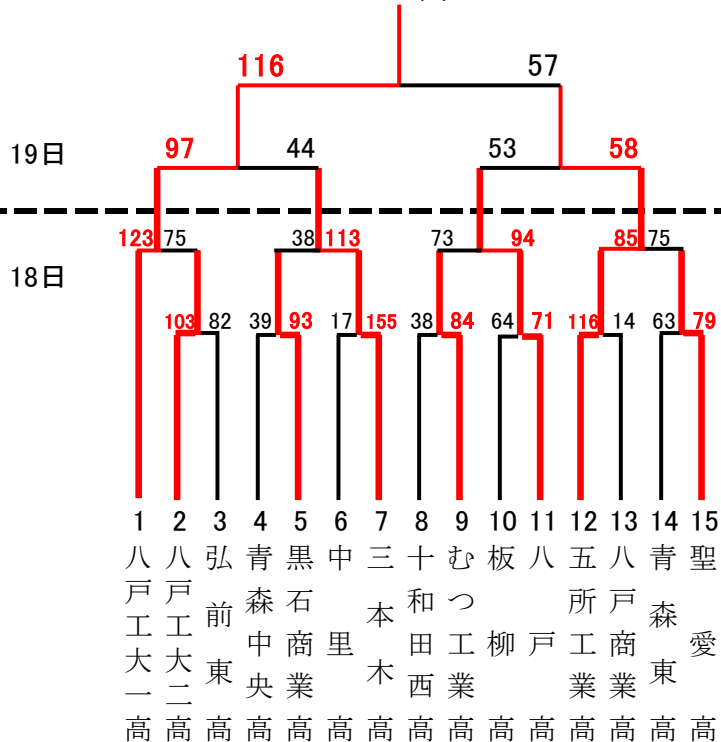 116 57
19日 97 44 53 58
123 75 38 113 73 94 85 75
18日
103 82 39 93 17 155 38 84 64 71 116 14 63 79
1 2 3 4 5 6 7 8 9 10 11 12 13 14 15
八戸工大一高
八戸工大二高
弘前東高
青森中央高
黒石商業高
中里高
三本木高
十和田西高
むつ工業高
板柳高
八戸高
五所工業高
八戸商業高
青森東高
聖愛高